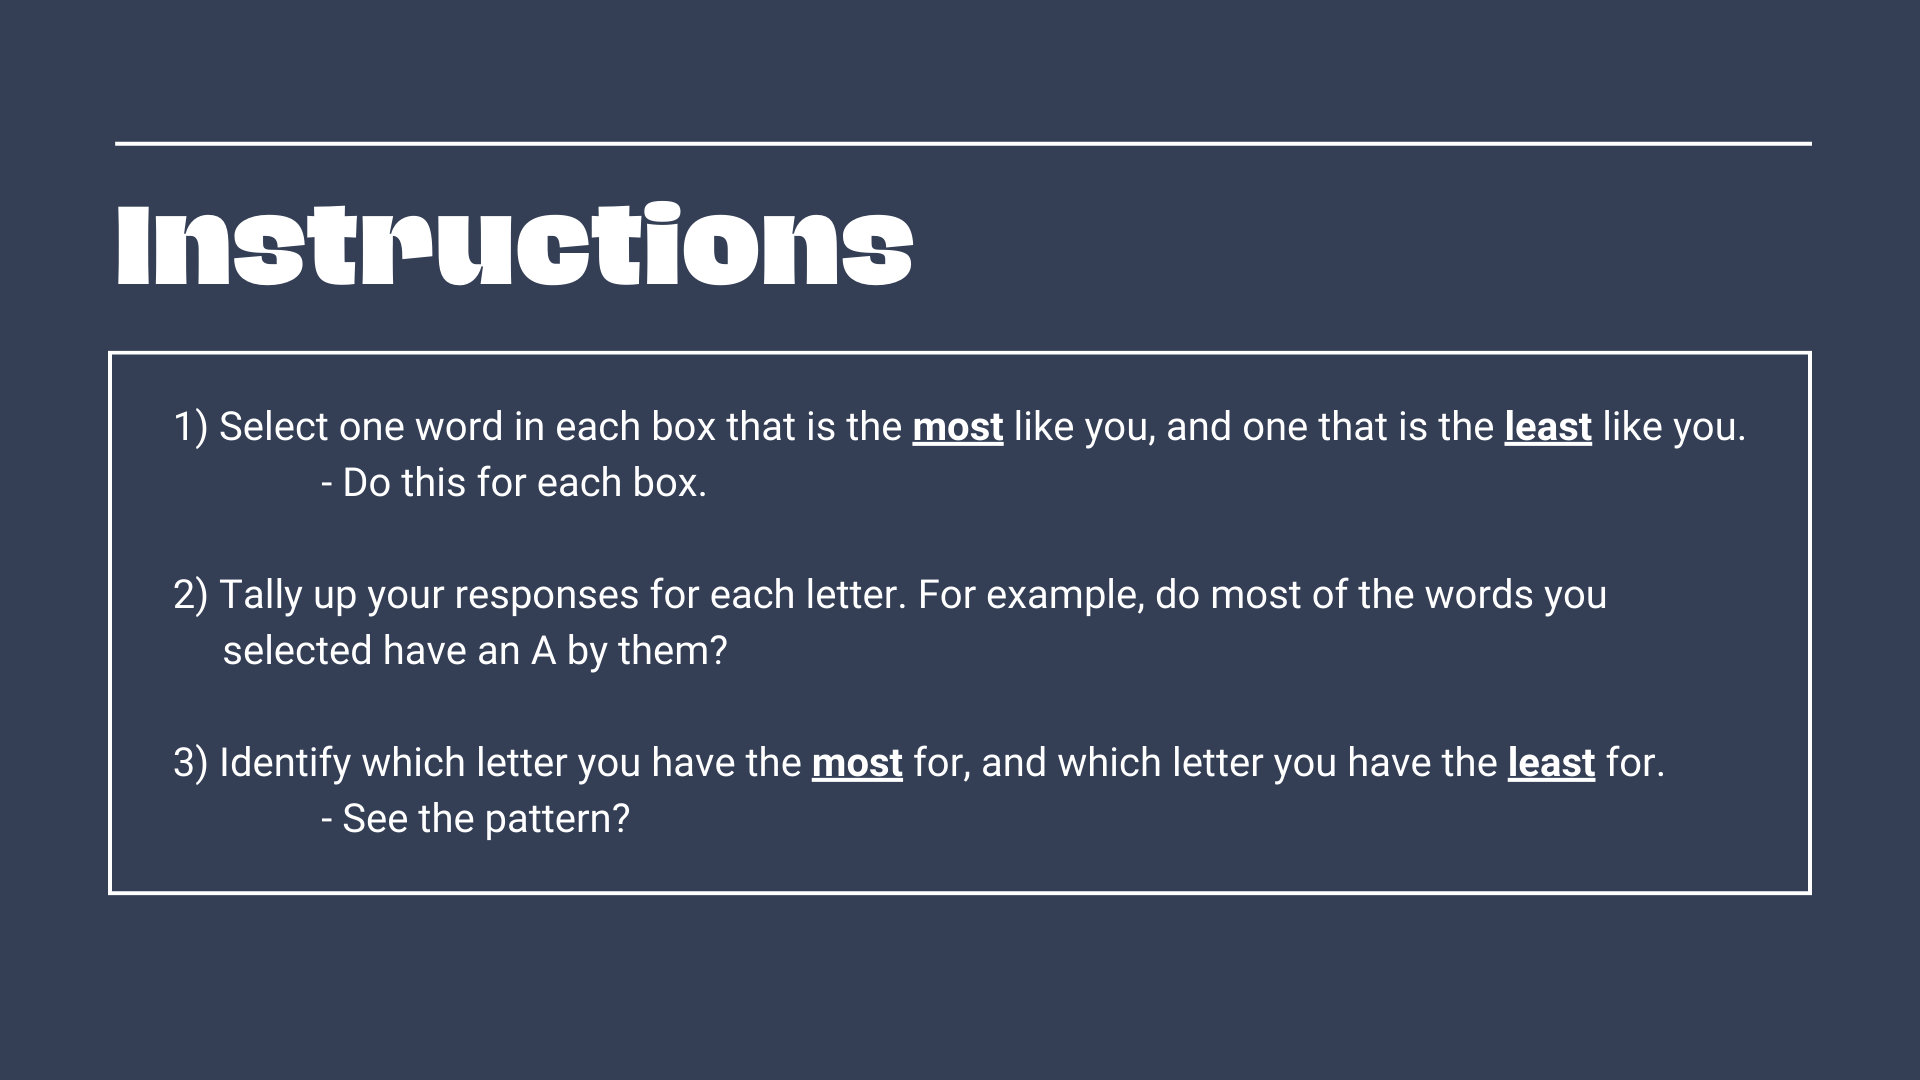 Instructions
1) Select one word in each box that is the most like you, and one that is the least like you.
- Do this for each box.
2) Tally up your responses for each letter. For example, do most of the words you
selected have an A by them?
3) Identify which letter you have the most for, and which letter you have the least for.
- See the pattern?